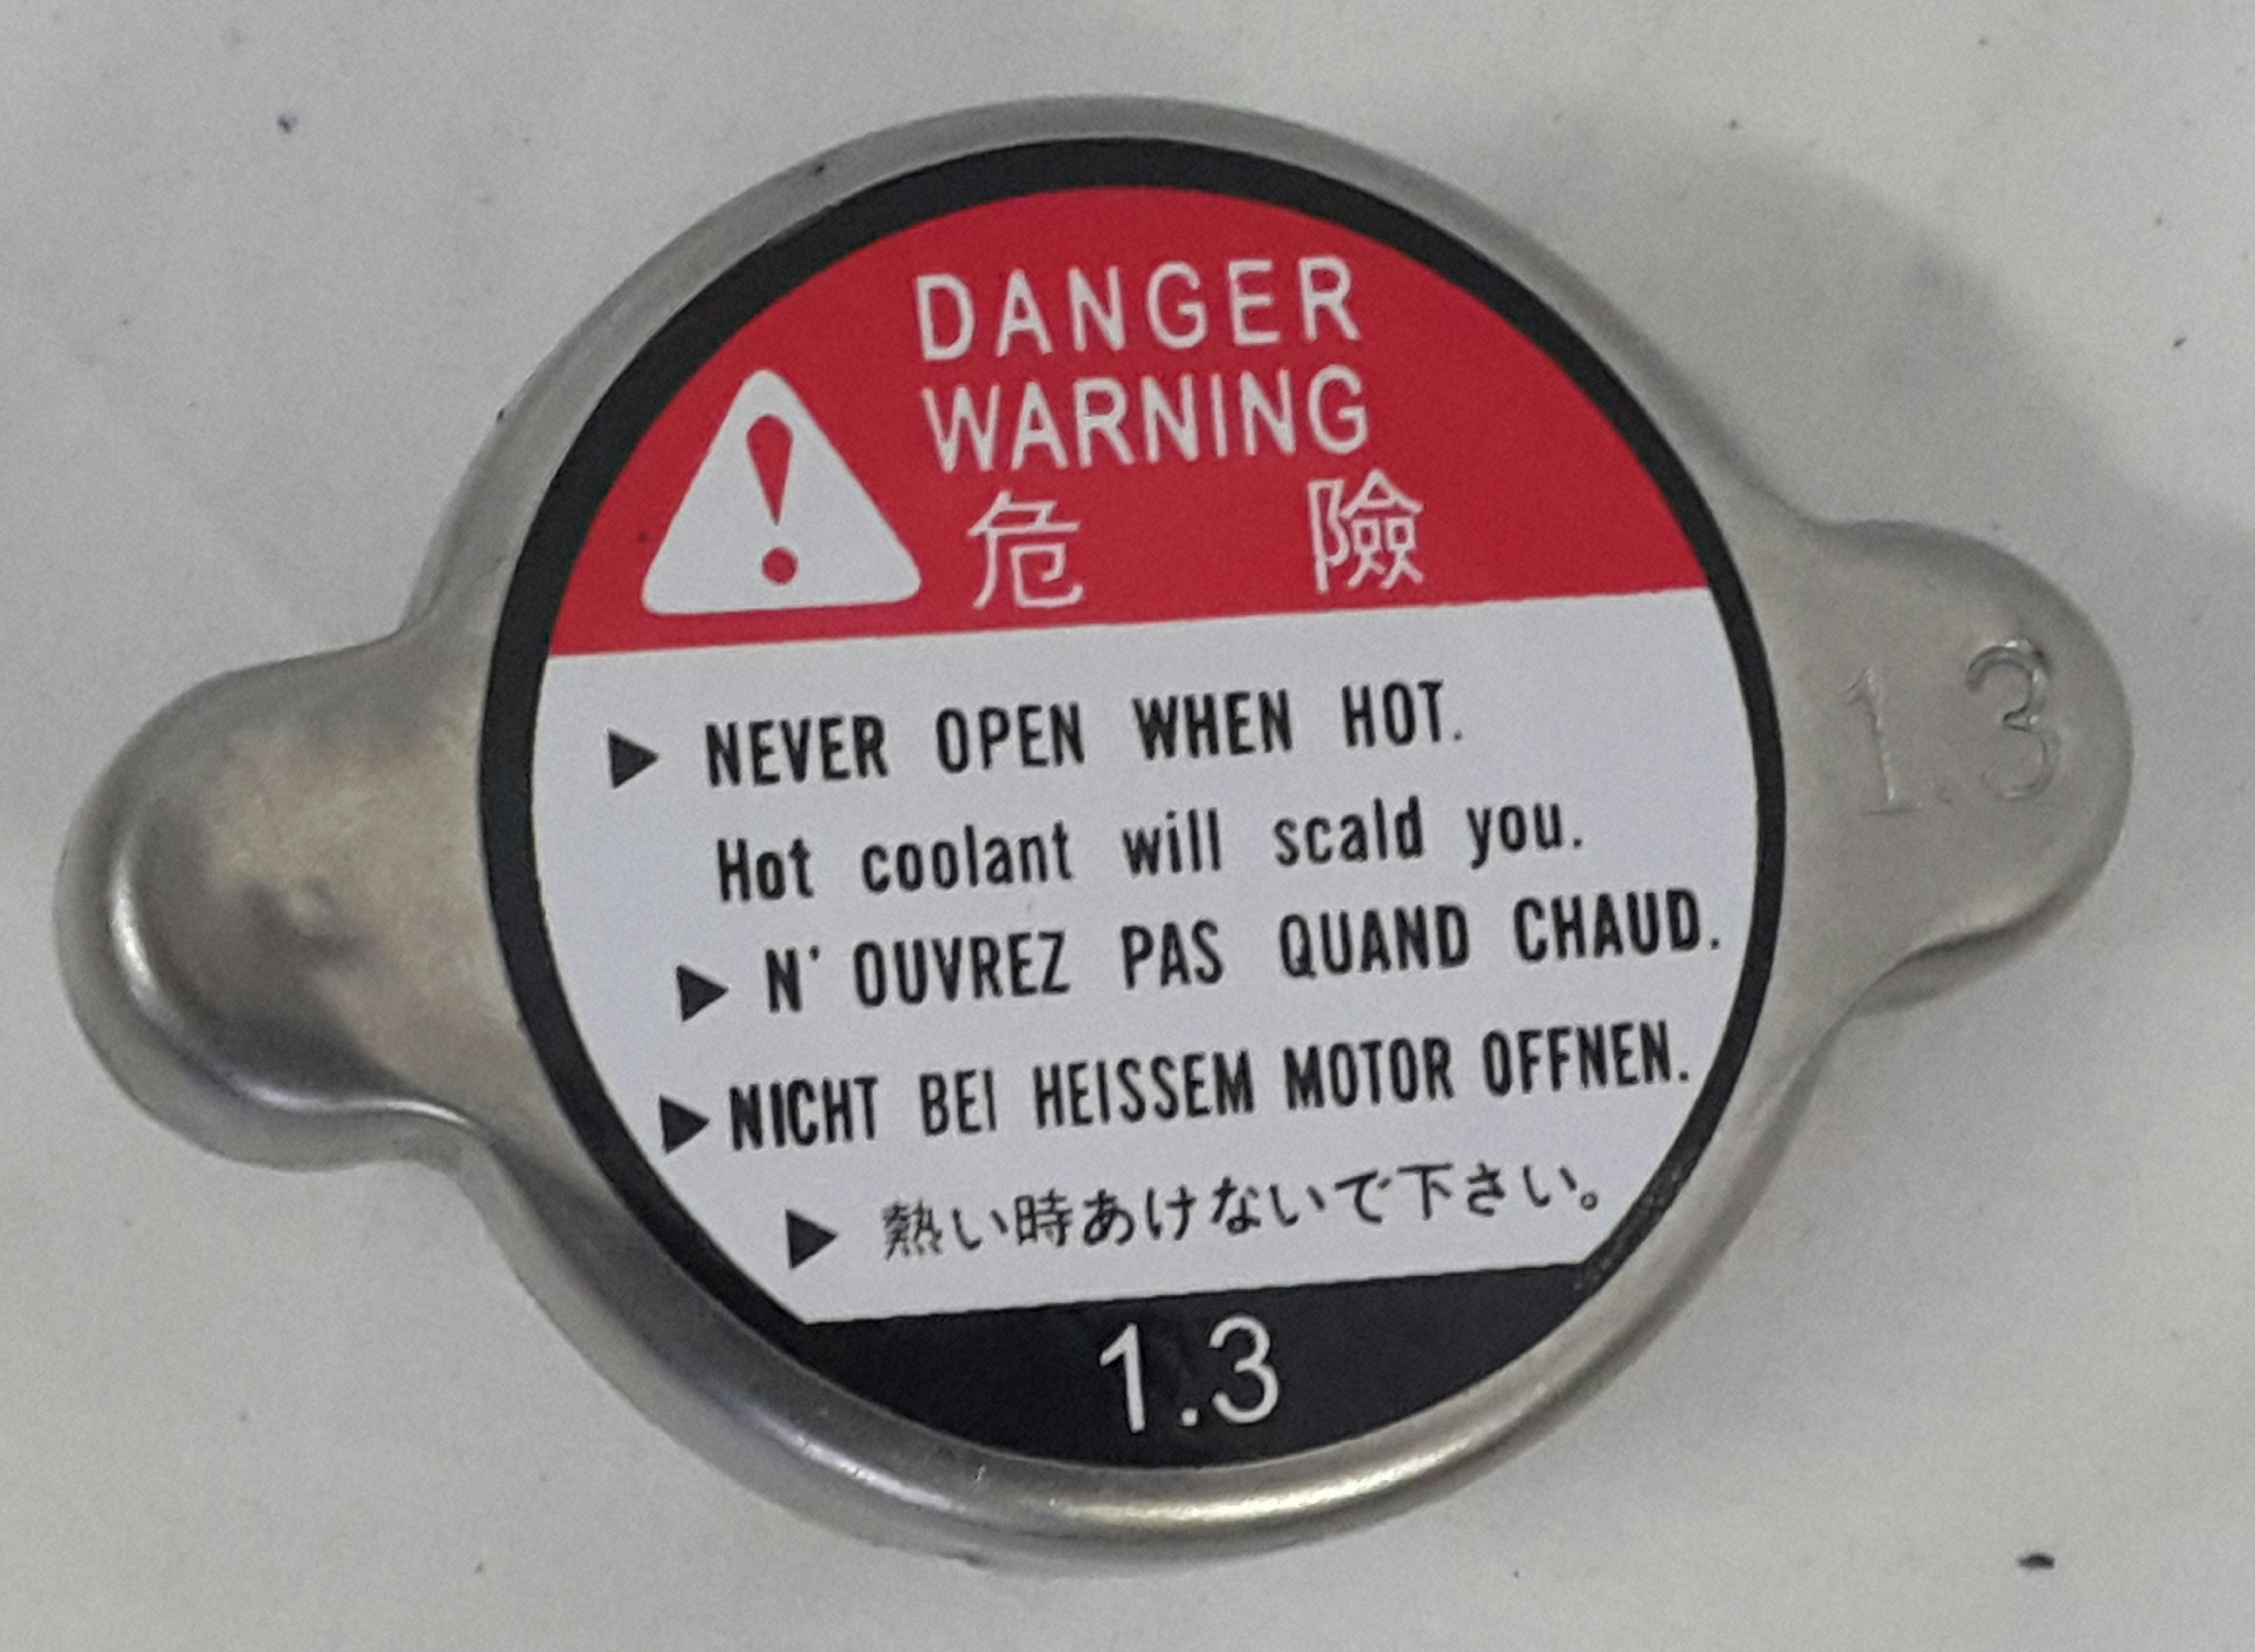 DANGER
WARNING
危 險
▶ NEVER OPEN WHEN HOT.
Hot coolant will scald you.
▶ N' OUVREZ PAS QUAND CHAUD.
▶ NICHT BEI HEISSEM MOTOR OFFNEN.
▶ 熱い時あけないで下さい。
1.3
1.3